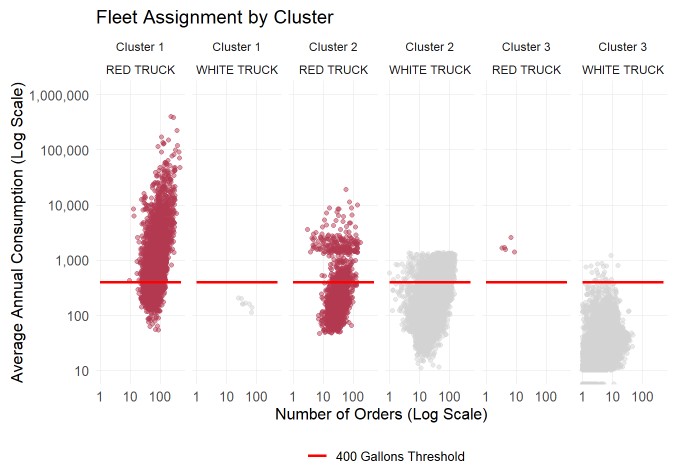 Fleet Assignment by Cluster
Cluster 1 Cluster 1 Cluster 2 Cluster 2 Cluster 3 Cluster 3
RED TRUCK WHITE TRUCK RED TRUCK WHITE TRUCK RED TRUCK WHITE TRUCK
Average Annual Consumption (Log Scale)
1,000,000
100,000
10,000
1,000
100
10
1 10 100 1 10 100 1 10 100 1 10 100 1 10 100 1 10 100
Number of Orders (Log Scale)
400 Gallons Threshold